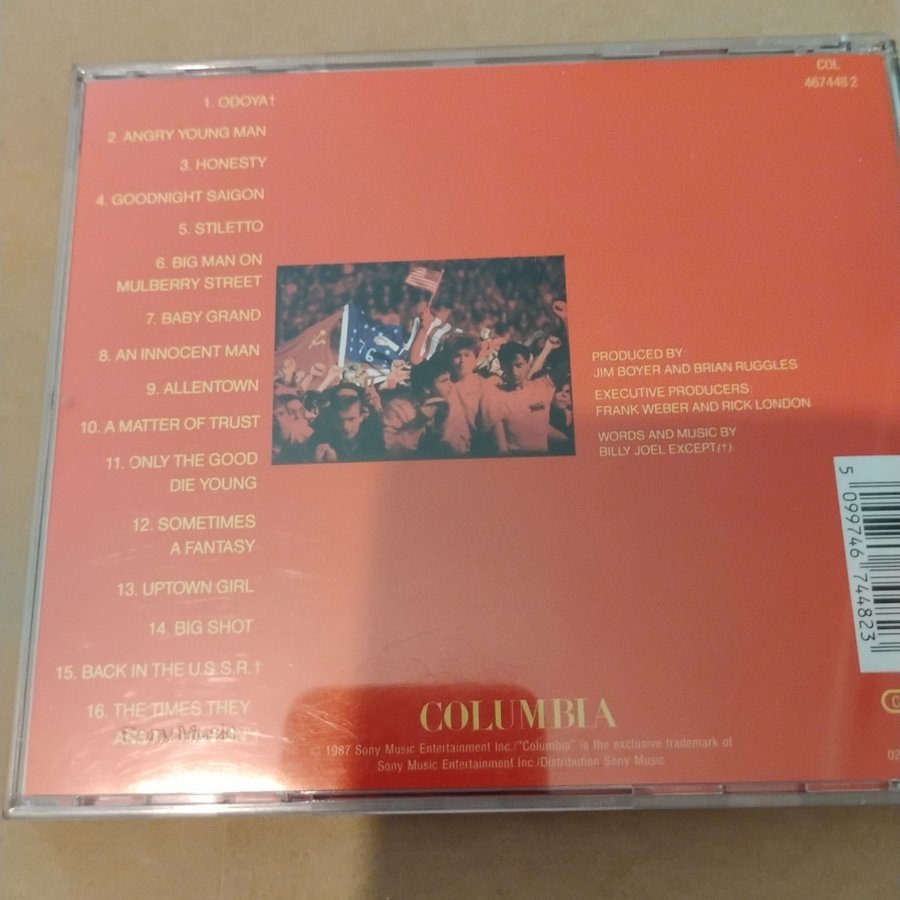 COL
467448 2
1. ODOYA†
2. ANGRY YOUNG MAN
3. HONESTY
4. GOODNIGHT SAIGON
5. STILETTO
6. BIG MAN ON
MULBERRY STREET
7. BABY GRAND
8. AN INNOCENT MAN
9. ALLENTOWN
10. A MATTER OF TRUST
11. ONLY THE GOOD
DIE YOUNG
12. SOMETIMES
A FANTASY
13. UPTOWN GIRL
14. BIG SHOT
15. BACK IN THE U.S.S.R.†
16. THE TIMES THEY
76
PRODUCED BY:
JIM BOYER AND BRIAN RUGGLES
EXECUTIVE PRODUCERS:
FRANK WEBER AND RICK LONDON
WORDS AND MUSIC BY
BILLY JOEL EXCEPT(†)
5 099746 744823
COLUMBIA
© 1987 Sony Music Entertainment Inc./"Columbia" is the exclusive trademark of
Sony Music Entertainment Inc./Distribution Sony Music
02